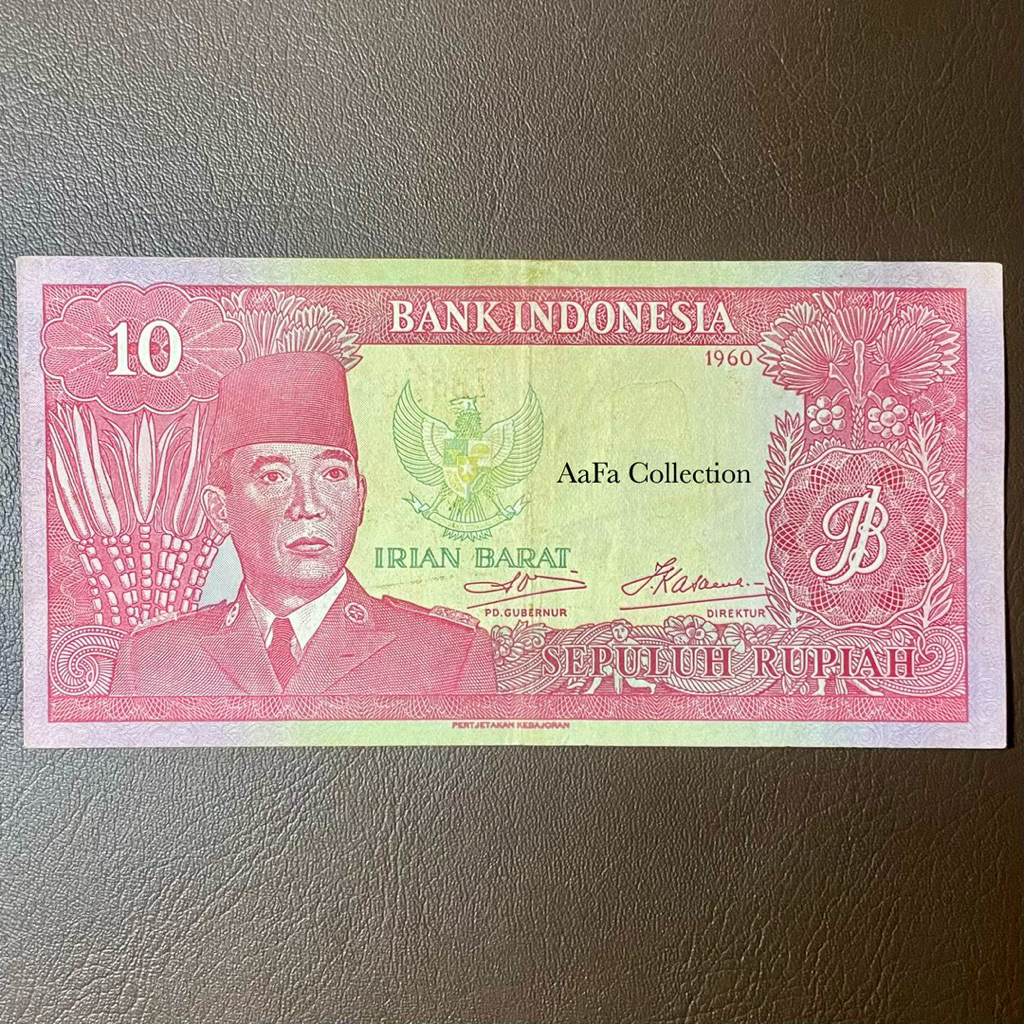 BANK INDONESIA
10
1960
AaFa Collection
IRIAN BARAT
PD. GUBERNUR
DIREKTUR
SEPULUH RUPIAH
PERTJETAKAN KEBAJORAN